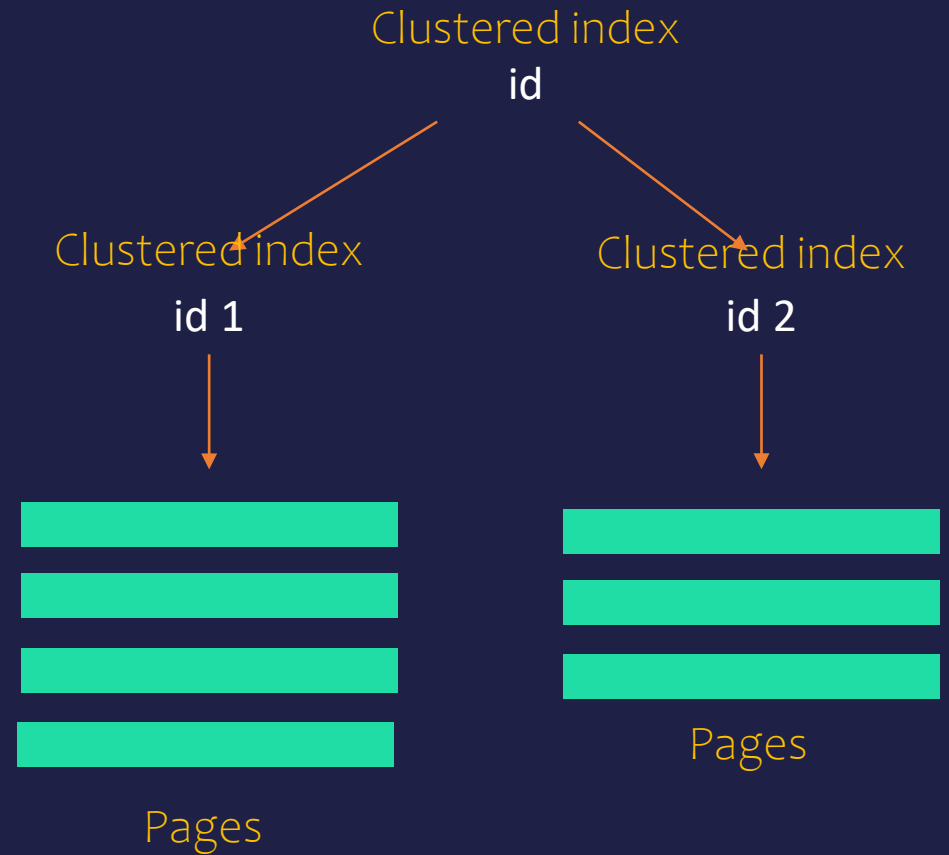 Clustered index
id
Clustered index
id 1
Clustered index
id 2
Pages
Pages